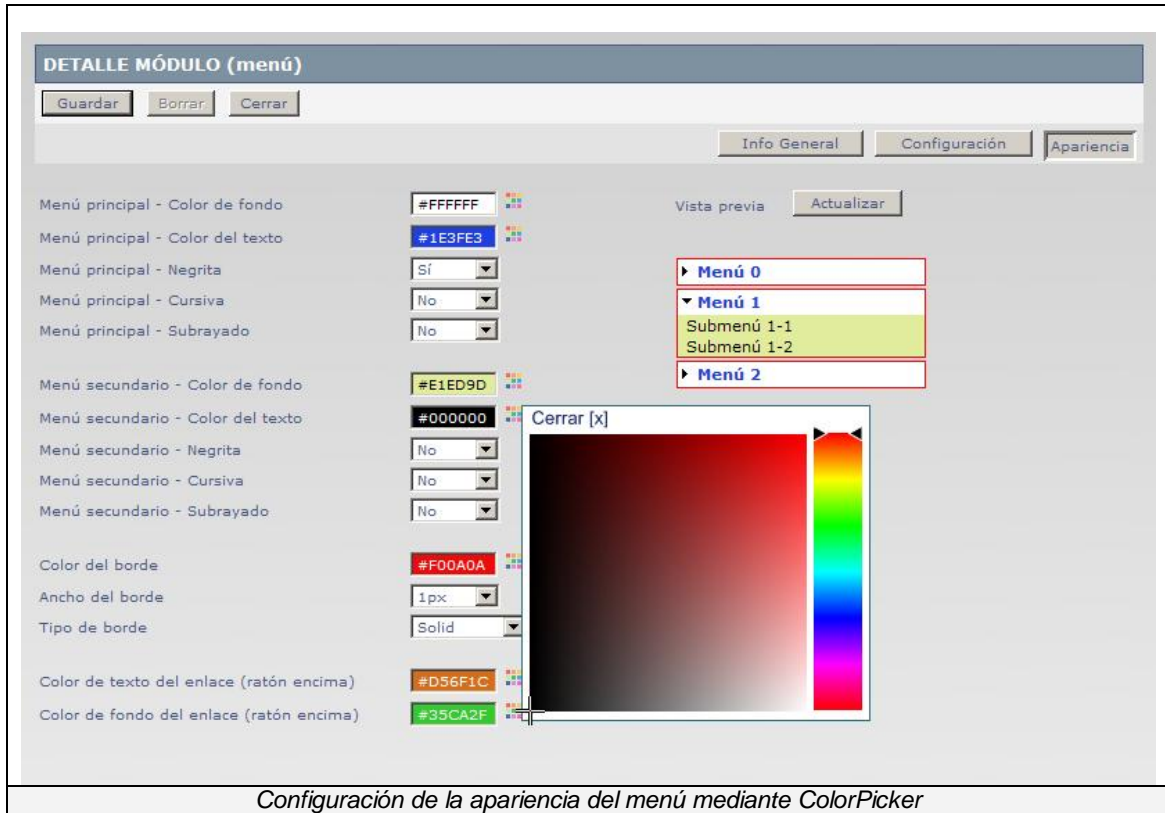 DETALLE MÓDULO (menú)
Guardar Borrar Cerrar
Info General Configuración Apariencia
Menú principal - Color de fondo #FFFFFF Vista previa Actualizar
Menú principal - Color del texto #1E3FE3
Menú principal - Negrita Sí Menú 0
Menú principal - Cursiva No Menú 1
Menú principal - Subrayado No Submenú 1-1
Submenú 1-2
Menú secundario - Color de fondo #E1ED9D Menú 2
Menú secundario - Color del texto #000000 Cerrar [x]
Menú secundario - Negrita No
Menú secundario - Cursiva No
Menú secundario - Subrayado No
Color del borde #F00A0A
Ancho del borde 1px
Tipo de borde Solid
Color de texto del enlace (ratón encima) #D56F1C
Color de fondo del enlace (ratón encima) #35CA2F
Configuración de la apariencia del menú mediante ColorPicker